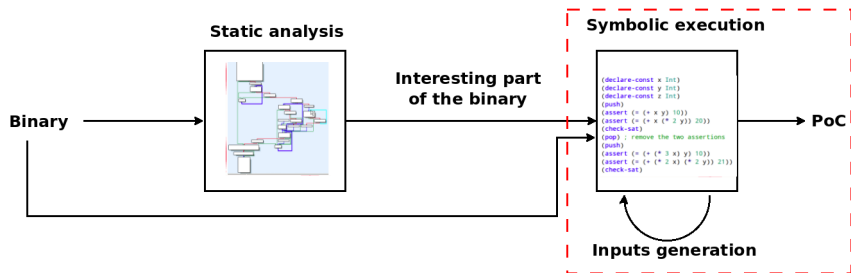 Static analysis
Symbolic execution
Interesting part
of the binary
Binary
PoC
(declare-const x Int)
(declare-const y Int)
(declare-const z Int)
(push)
(assert (= (+ x y) 10))
(assert (= (+ x (* 2 y)) 20))
(check-sat)
(pop) ; remove the two assertions
(push)
(assert (= (+ (* 3 x) y) 10))
(assert (= (+ (* 2 x) (* 2 y)) 21))
(check-sat)
Inputs generation